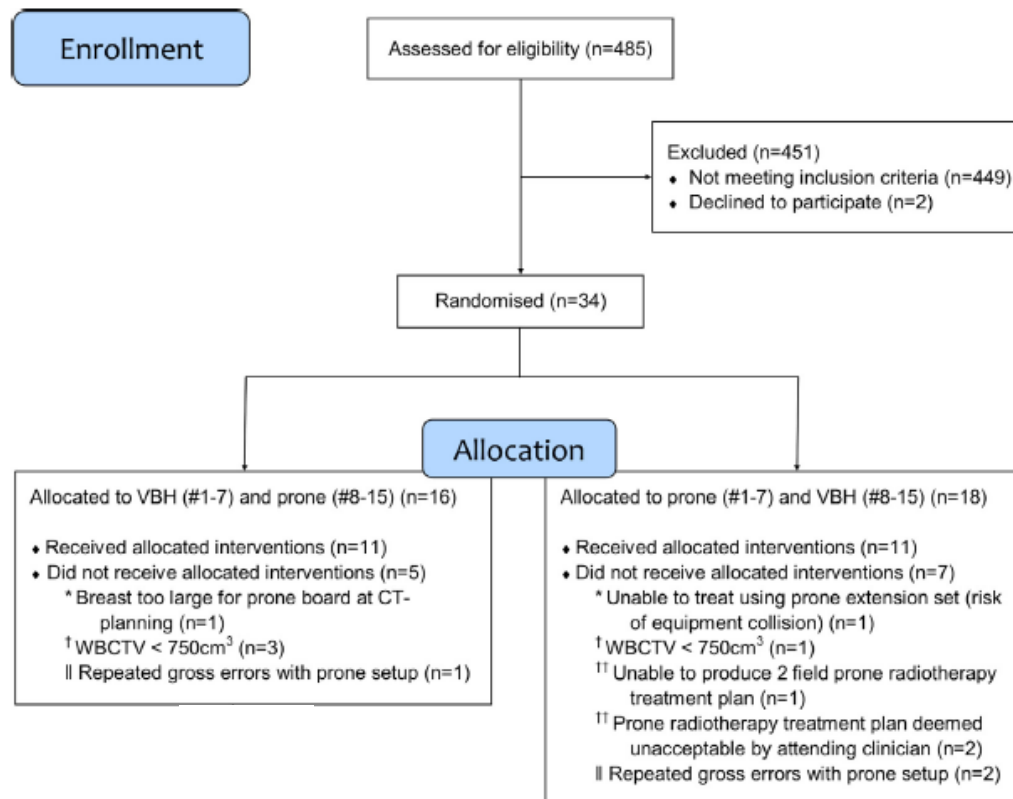 Enrollment
Assessed for eligibility (n=485)
Excluded (n=451)
♦ Not meeting inclusion criteria (n=449)
♦ Declined to participate (n=2)
Randomised (n=34)
Allocation
Allocated to VBH (#1-7) and prone (#8-15) (n=16)
♦ Received allocated interventions (n=11)
♦ Did not receive allocated interventions (n=5)
* Breast too large for prone board at CT-
planning (n=1)
† WBCTV < 750cm³ (n=3)
‖ Repeated gross errors with prone setup (n=1)
Allocated to prone (#1-7) and VBH (#8-15) (n=18)
♦ Received allocated interventions (n=11)
♦ Did not receive allocated interventions (n=7)
* Unable to treat using prone extension set (risk
of equipment collision) (n=1)
† WBCTV < 750cm³ (n=1)
†† Unable to produce 2 field prone radiotherapy
treatment plan (n=1)
†† Prone radiotherapy treatment plan deemed
unacceptable by attending clinician (n=2)
‖ Repeated gross errors with prone setup (n=2)